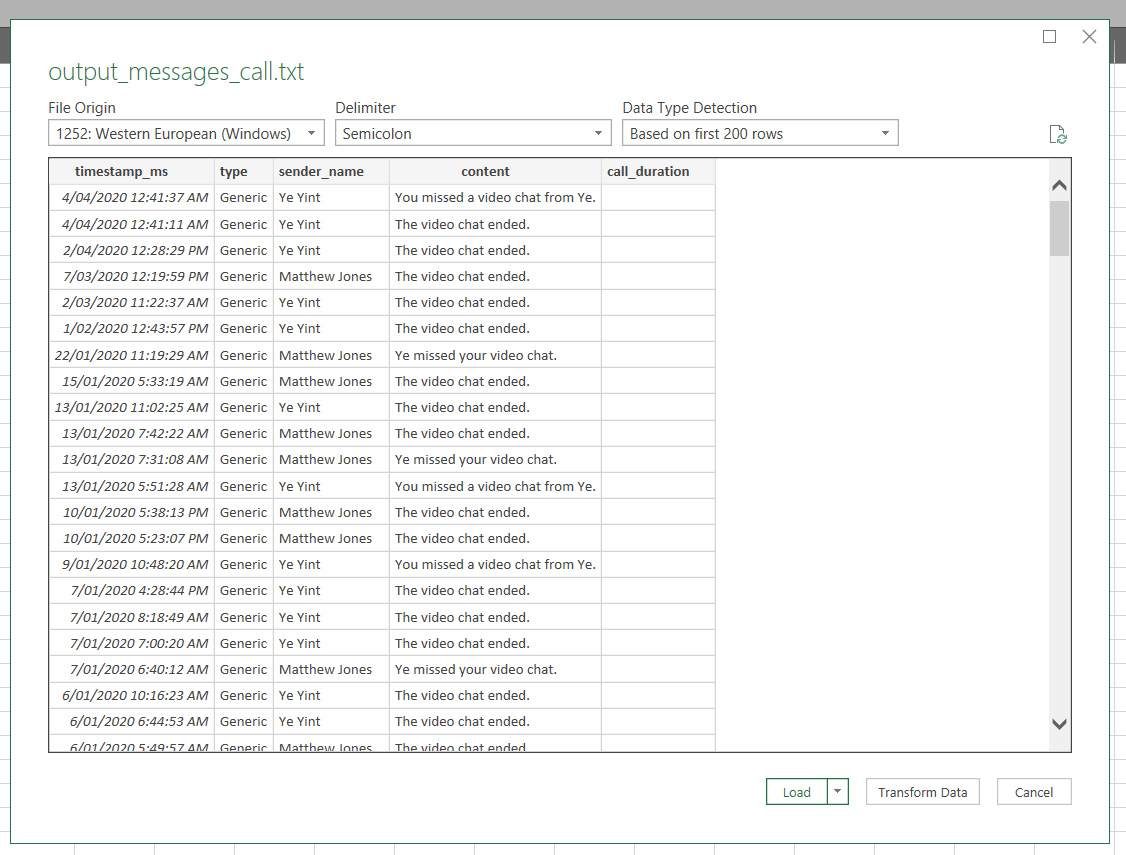 output_messages_call.txt
File Origin Delimiter Data Type Detection
1252: Western European (Windows) Semicolon Based on first 200 rows
timestamp_ms type sender_name content call_duration
4/04/2020 12:41:37 AM Generic Ye Yint You missed a video chat from Ye.
4/04/2020 12:41:11 AM Generic Ye Yint The video chat ended.
2/04/2020 12:28:29 PM Generic Ye Yint The video chat ended.
7/03/2020 12:19:59 PM Generic Matthew Jones The video chat ended.
2/03/2020 11:22:37 AM Generic Ye Yint The video chat ended.
1/02/2020 12:43:57 PM Generic Ye Yint The video chat ended.
22/01/2020 11:19:29 AM Generic Matthew Jones Ye missed your video chat.
15/01/2020 5:33:19 AM Generic Matthew Jones The video chat ended.
13/01/2020 11:02:25 AM Generic Ye Yint The video chat ended.
13/01/2020 7:42:22 AM Generic Matthew Jones The video chat ended.
13/01/2020 7:31:08 AM Generic Matthew Jones Ye missed your video chat.
13/01/2020 5:51:28 AM Generic Ye Yint You missed a video chat from Ye.
10/01/2020 5:38:13 PM Generic Matthew Jones The video chat ended.
10/01/2020 5:23:07 PM Generic Matthew Jones The video chat ended.
9/01/2020 10:48:20 AM Generic Ye Yint You missed a video chat from Ye.
7/01/2020 4:28:44 PM Generic Ye Yint The video chat ended.
7/01/2020 8:18:49 AM Generic Ye Yint The video chat ended.
7/01/2020 7:00:20 AM Generic Ye Yint The video chat ended.
7/01/2020 6:40:12 AM Generic Matthew Jones Ye missed your video chat.
6/01/2020 10:16:23 AM Generic Ye Yint The video chat ended.
6/01/2020 6:44:53 AM Generic Ye Yint The video chat ended.
6/01/2020 5:49:57 AM Generic Matthew Jones The video chat ended.
Load Transform Data Cancel